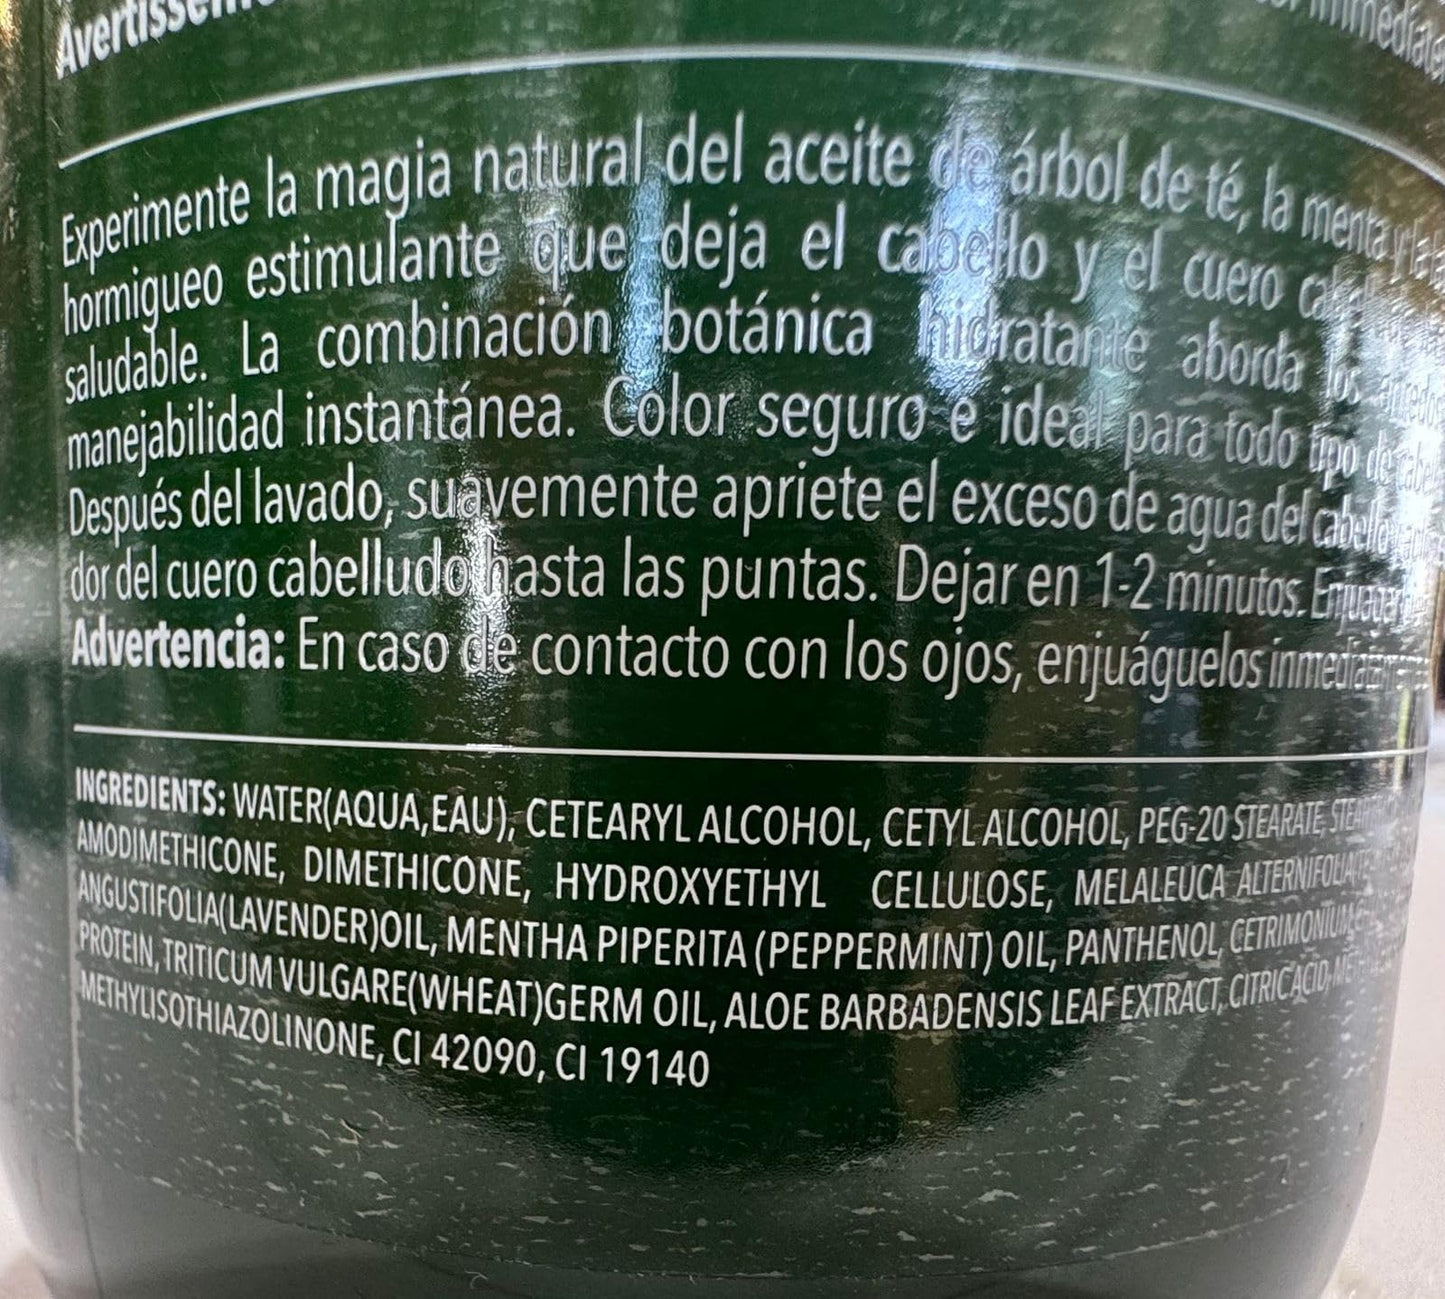 Experimente la magia natural del aceite de árbol de té, la menta y la
hormigueo estimulante que deja el cabello y el cuero
saludable. La combinación botánica hidratante aborda los
manejabilidad instantánea. Color seguro e ideal para todo tipo de
Después del lavado, suavemente apriete el exceso de agua del cabello
dor del cuero cabelludo hasta las puntas. Dejar en 1-2 minutos.
Advertencia: En caso de contacto con los ojos, enjuáguelos
INGREDIENTS: WATER(AQUA,EAU), CETEARYL ALCOHOL, CETYL ALCOHOL, PEG-20 STEARATE,
AMODIMETHICONE, DIMETHICONE, HYDROXYETHYL CELLULOSE, MELALEUCA ALTERNIFOLIA
ANGUSTIFOLIA(LAVENDER)OIL, MENTHA PIPERITA (PEPPERMINT) OIL, PANTHENOL, CETRIMONIUM
PROTEIN, TRITICUM VULGARE(WHEAT)GERM OIL, ALOE BARBADENSIS LEAF EXTRACT, CITRIC ACID,
METHYLISOTHIAZOLINONE, CI 42090, CI 19140